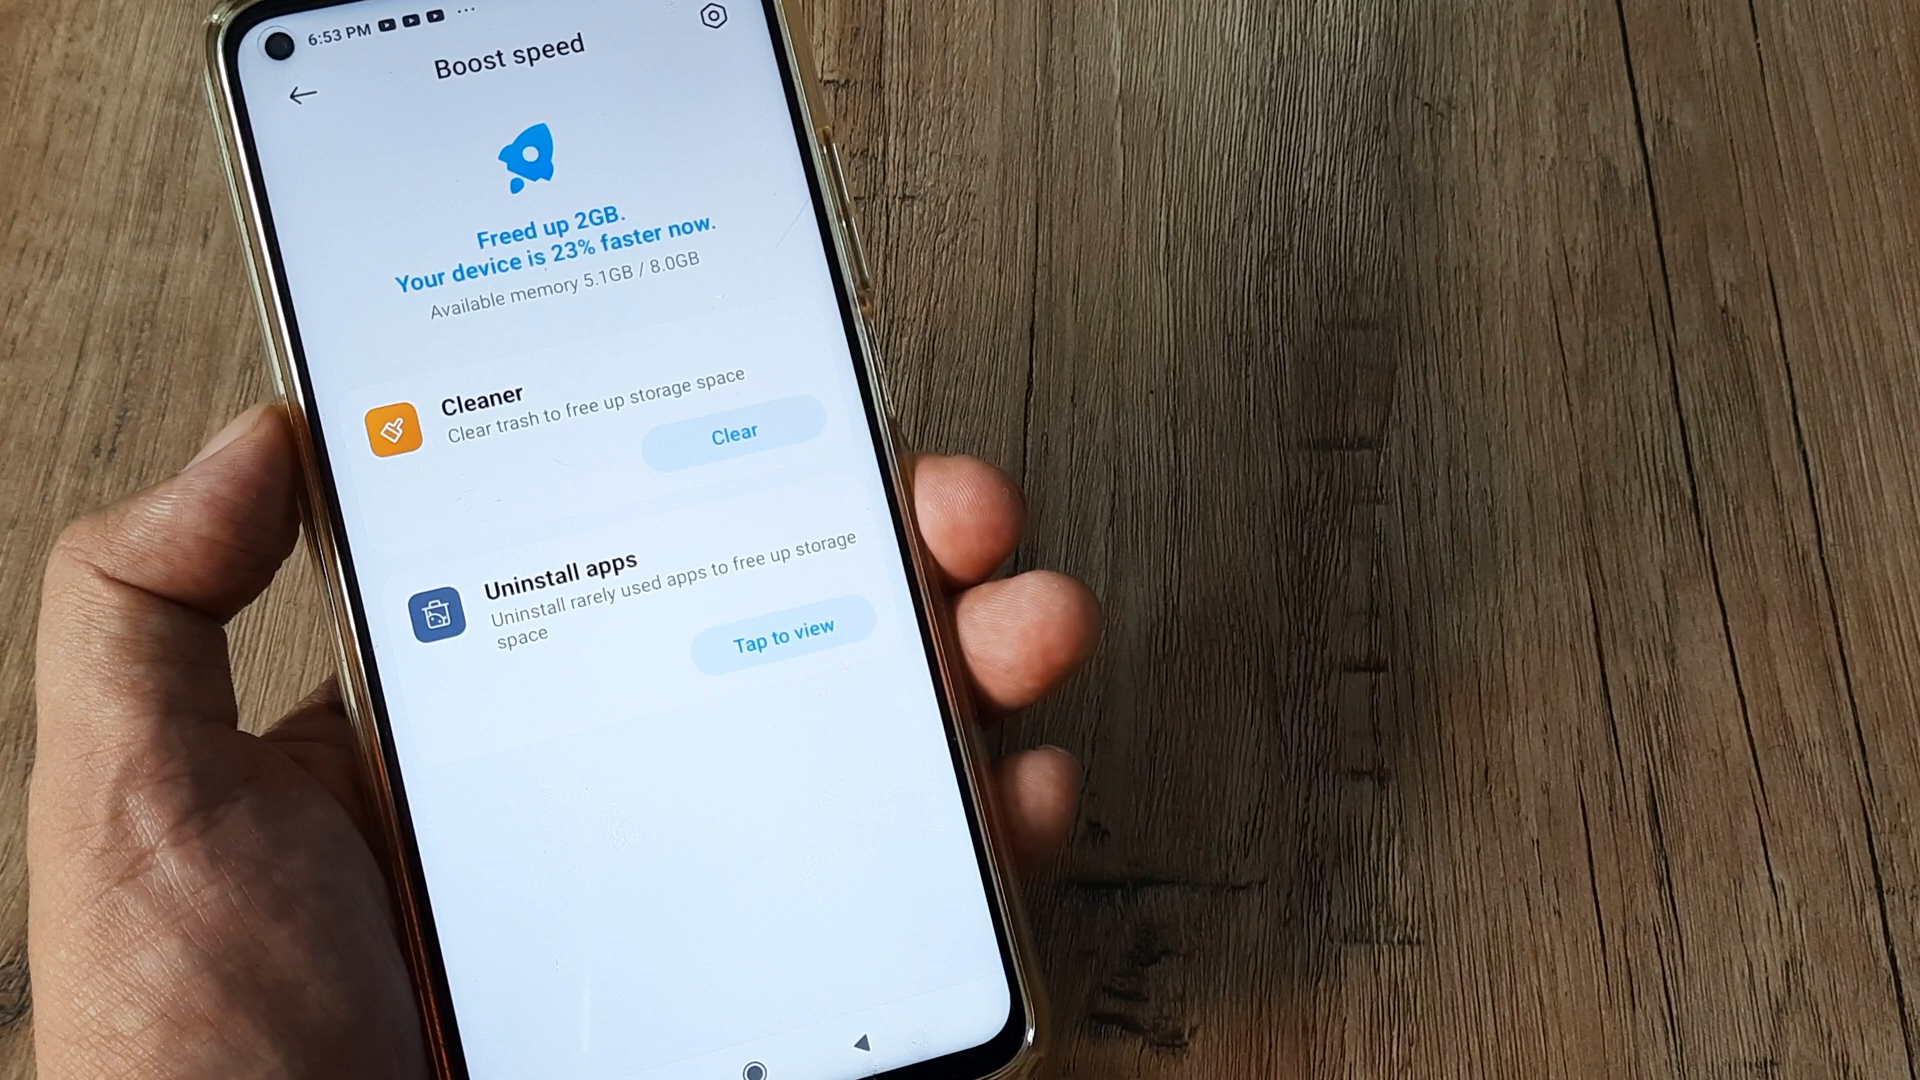 6:53 PM
Boost speed
Freed up 2GB.
Your device is 23% faster now.
Available memory 5.1GB / 8.0GB
Cleaner
Clear trash to free up storage space
Clear
Uninstall apps
Uninstall rarely used apps to free up storage
space
Tap to view